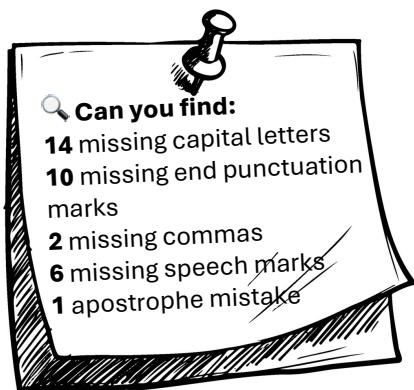 Can you find:
14 missing capital letters
10 missing end punctuation
marks
2 missing commas
6 missing speech marks
1 apostrophe mistake